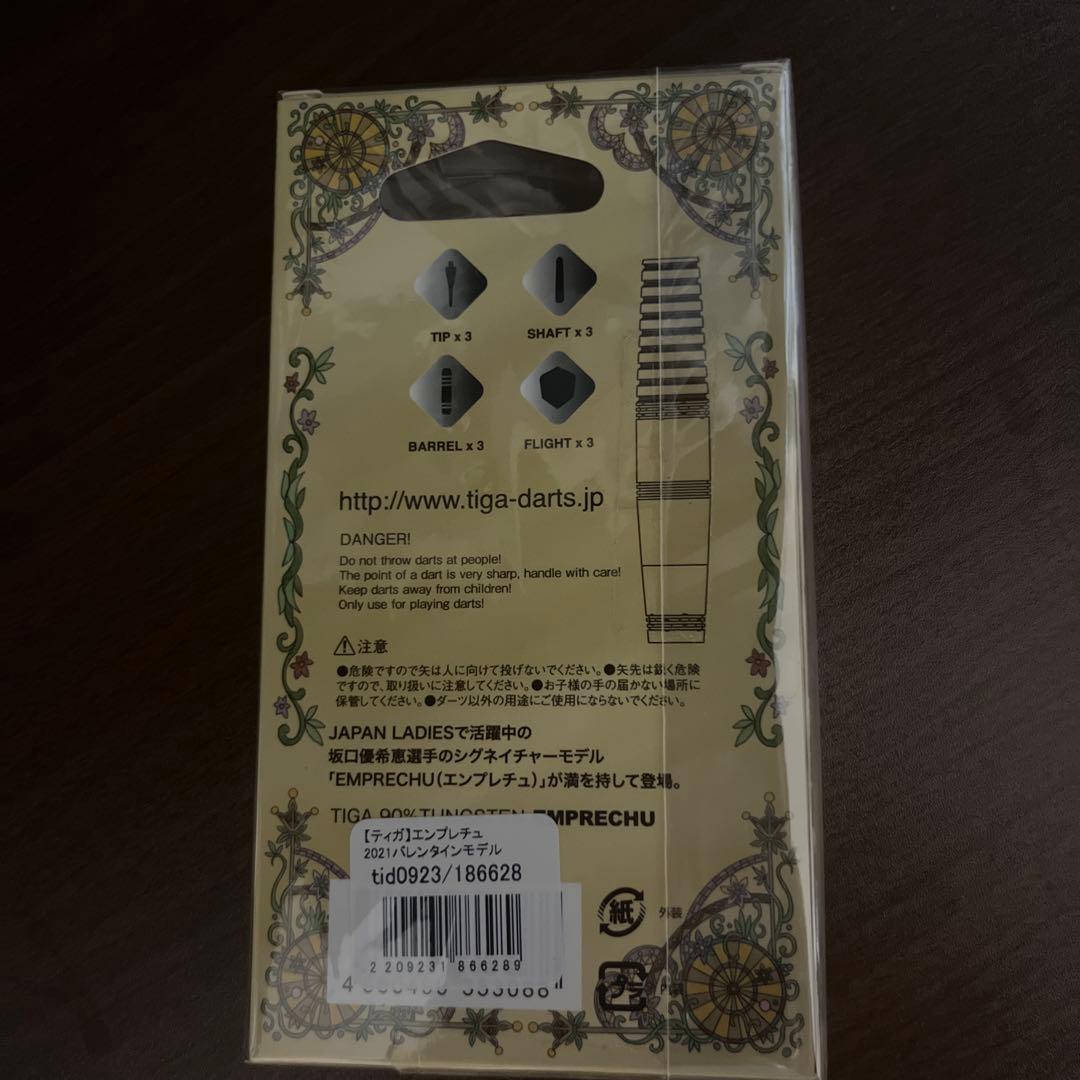 TIP x 3
SHAFT x 3
BARREL x 3
FLIGHT x 3
http://www.tiga-darts.jp
DANGER!
Do not throw darts at people!
The point of a dart is very sharp, handle with care!
Keep darts away from children!
Only use for playing darts!
注意
●危険ですので矢は人に向けて投げないでください。●矢先は鋭く危険
ですので、取り扱いに注意してください。●お子様の手の届かない場所に
保管してください。●ダーツ以外の用途にご使用にならないでください。
JAPAN LADIESで活躍中の
坂口優希恵選手のシグネイチャーモデル
「EMPRECHU(エンプレチュ)」が満を持して登場。
TIGA 90% TUNGSTEN EMPRECHU
【ティガ】エンプレチュ
2021バレンタインモデル
tid0923/186628
2 209231 866289
紙
外装
プラ